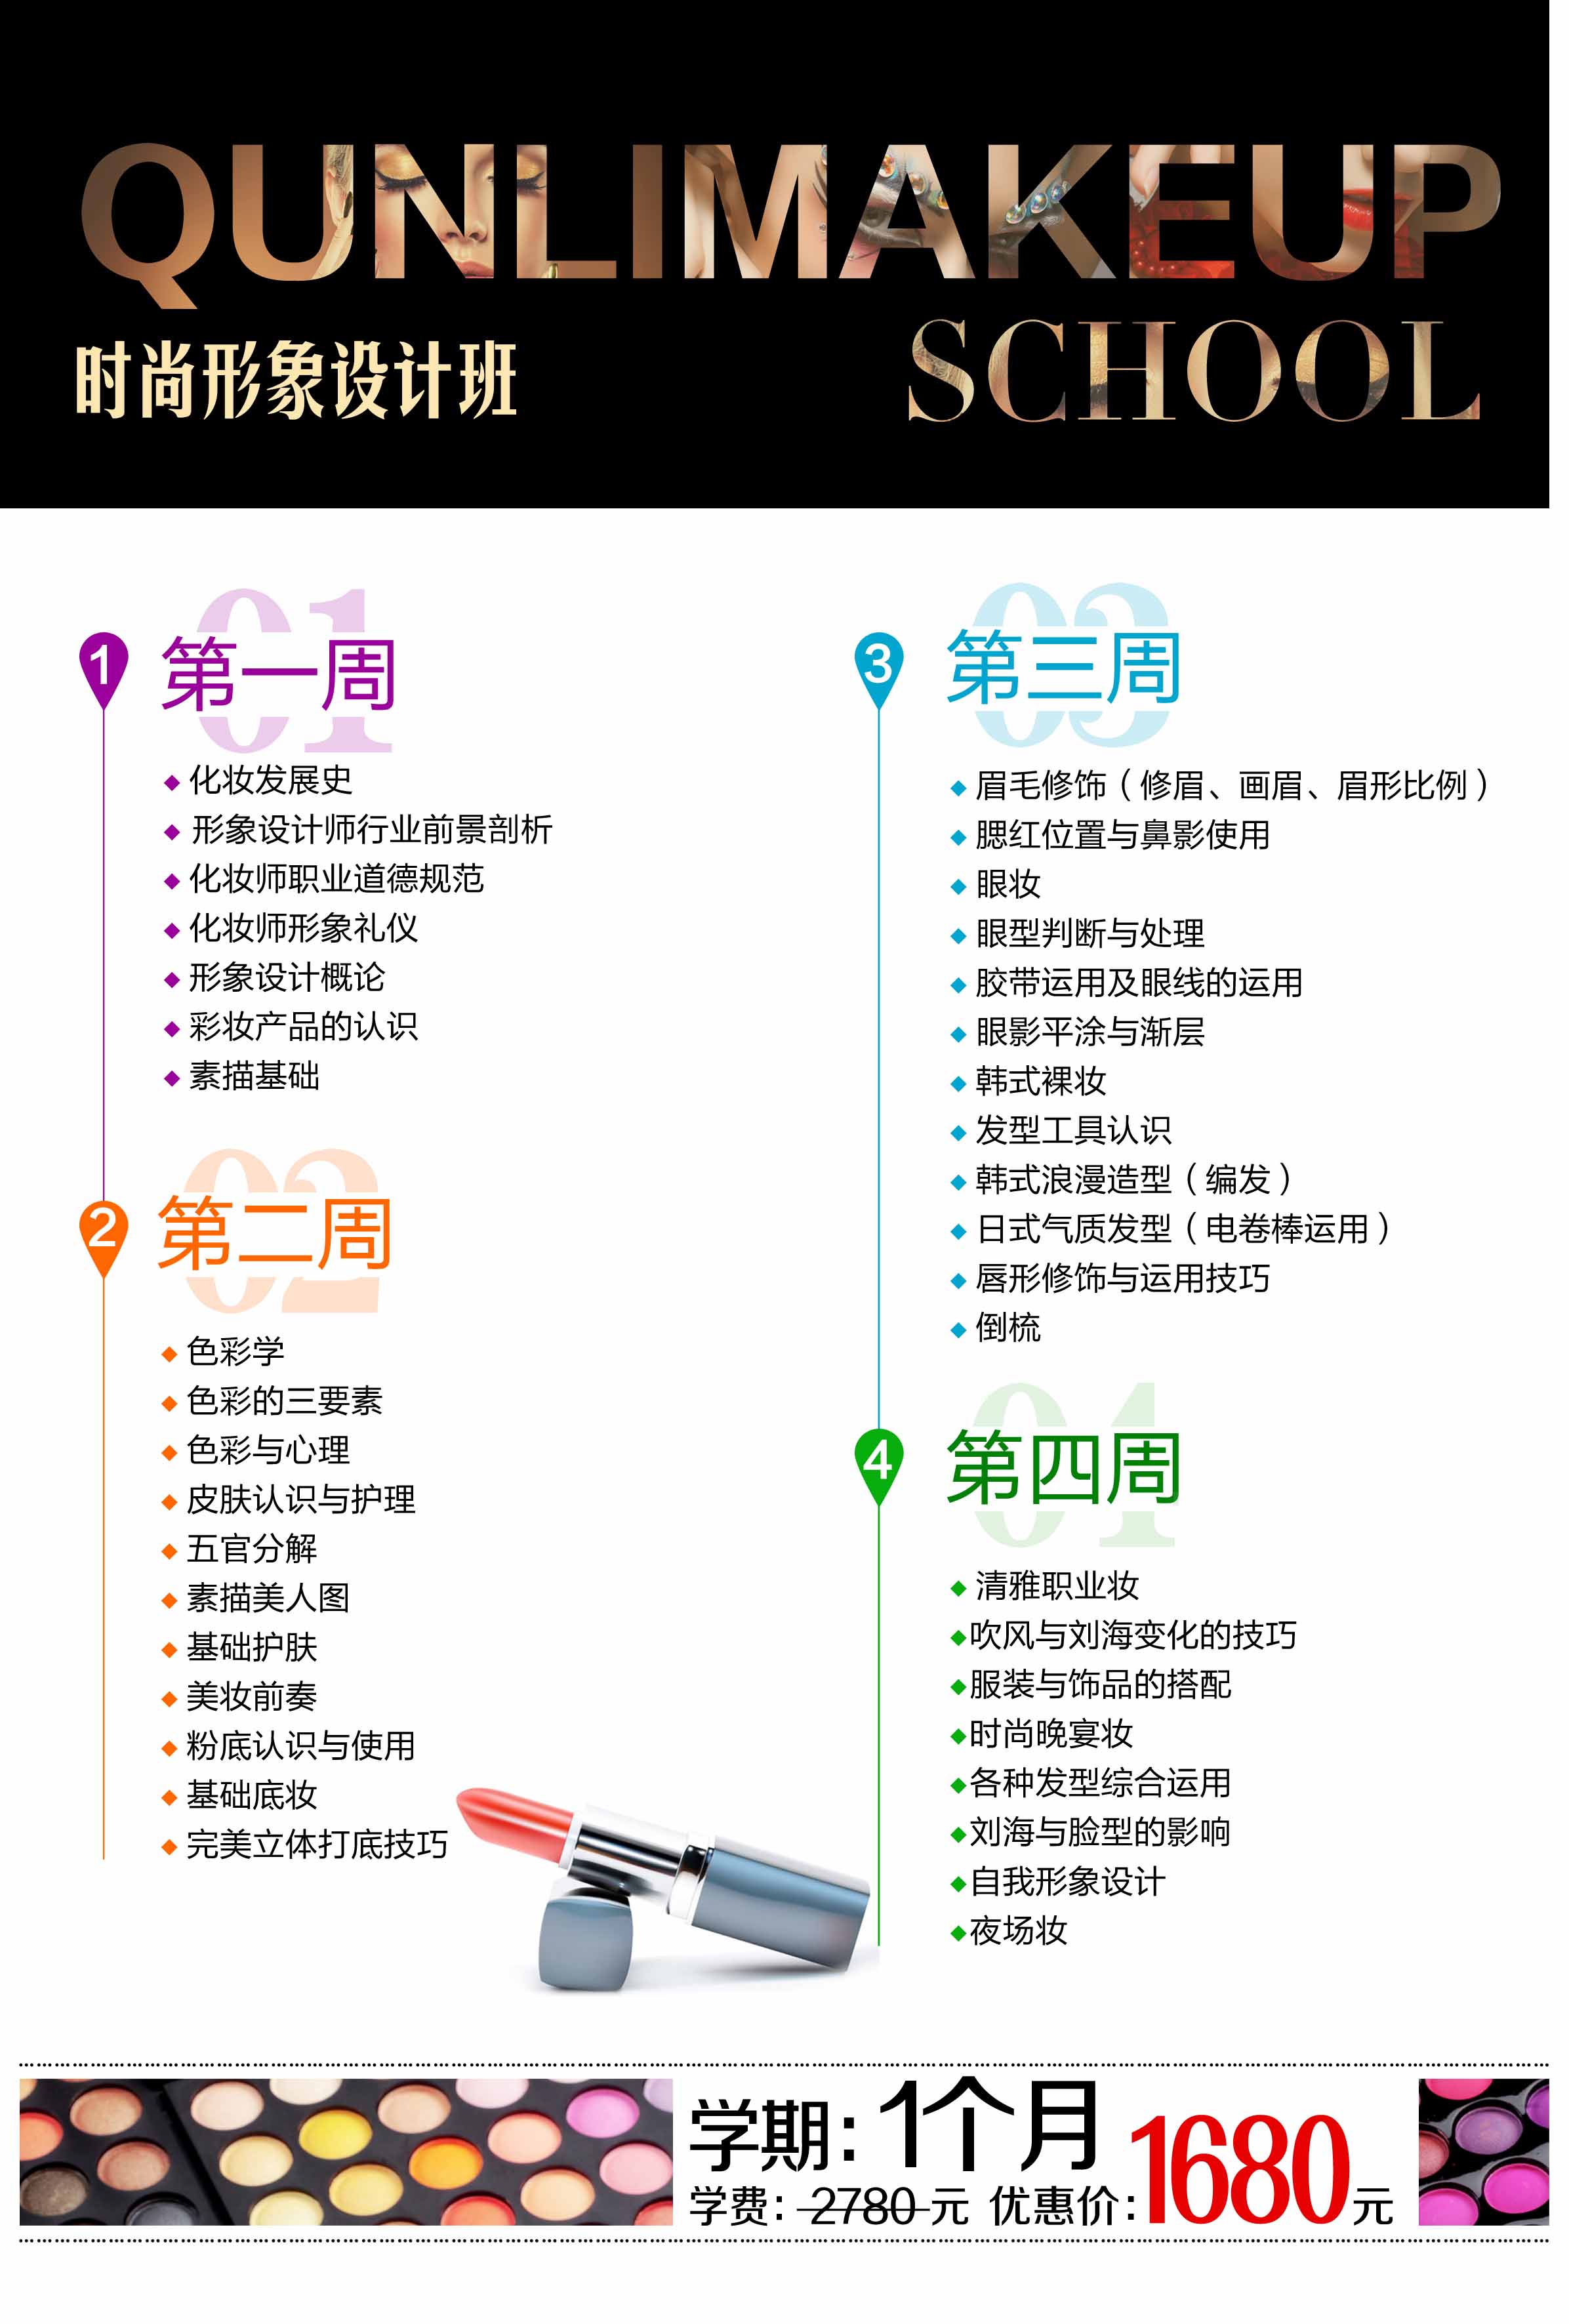 QUNLIMAKEUP
SCHOOL
时尚形象设计班
01
1
第一周
◆ 化妆发展史
◆ 形象设计师行业前景剖析
◆ 化妆师职业道德规范
◆ 化妆师形象礼仪
◆ 形象设计概论
◆ 彩妆产品的认识
◆ 素描基础
02
2
第二周
◆ 色彩学
◆ 色彩的三要素
◆ 色彩与心理
◆ 皮肤认识与护理
◆ 五官分解
◆ 素描美人图
◆ 基础护肤
◆ 美妆前奏
◆ 粉底认识与使用
◆ 基础底妆
◆ 完美立体打底技巧
03
3
第三周
◆ 眉毛修饰（修眉、画眉、眉形比例）
◆ 腮红位置与鼻影使用
◆ 眼妆
◆ 眼型判断与处理
◆ 胶带运用及眼线的运用
◆ 眼影平涂与渐层
◆ 韩式裸妆
◆ 发型工具认识
◆ 韩式浪漫造型（编发）
◆ 日式气质发型（电卷棒运用）
◆ 唇形修饰与运用技巧
◆ 倒梳
04
4
第四周
◆ 清雅职业妆
◆吹风与刘海变化的技巧
◆服装与饰品的搭配
◆时尚晚宴妆
◆各种发型综合运用
◆刘海与脸型的影响
◆自我形象设计
◆夜场妆
学期：1个月
学费：2780元 优惠价：1680元